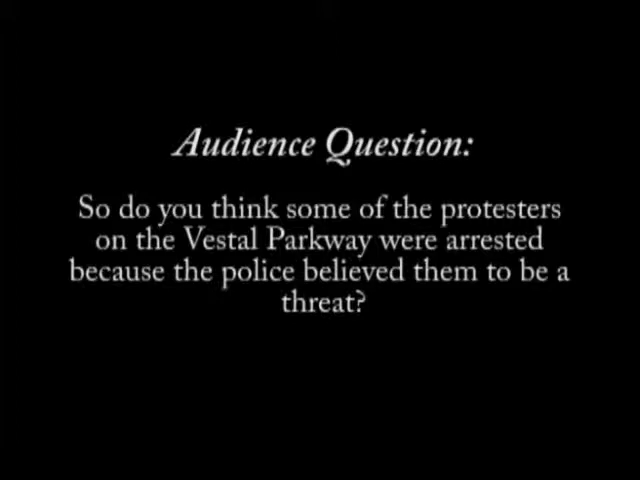 Audience Question:
So do you think some of the protesters
on the Vestal Parkway were arrested
because the police believed them to be a
threat?